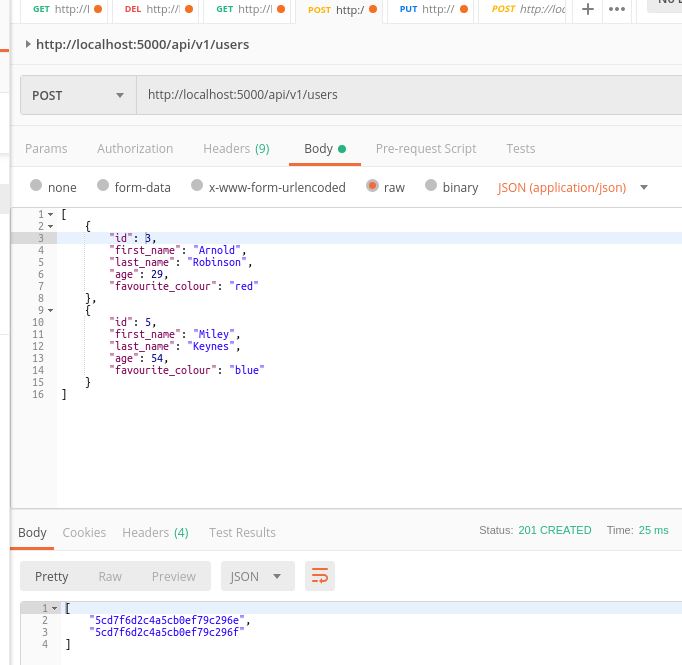 GET http://l DEL http://l GET http://l POST http:/ PUT http:// POST http://loc + ••• No
http://localhost:5000/api/v1/users
POST http://localhost:5000/api/v1/users
Params Authorization Headers (9) Body Pre-request Script Tests
none form-data x-www-form-urlencoded raw binary JSON (application/json)
1 [
2 {
3 "id": 3,
4 "first_name": "Arnold",
5 "last_name": "Robinson",
6 "age": 29,
7 "favourite_colour": "red"
8 },
9 {
10 "id": 5,
11 "first_name": "Miley",
12 "last_name": "Keynes",
13 "age": 54,
14 "favourite_colour": "blue"
15 }
16 ]
Body Cookies Headers (4) Test Results Status: 201 CREATED Time: 25 ms
Pretty Raw Preview JSON
1 [
2 "5cd7f6d2c4a5cb0ef79c296e",
3 "5cd7f6d2c4a5cb0ef79c296f"
4 ]